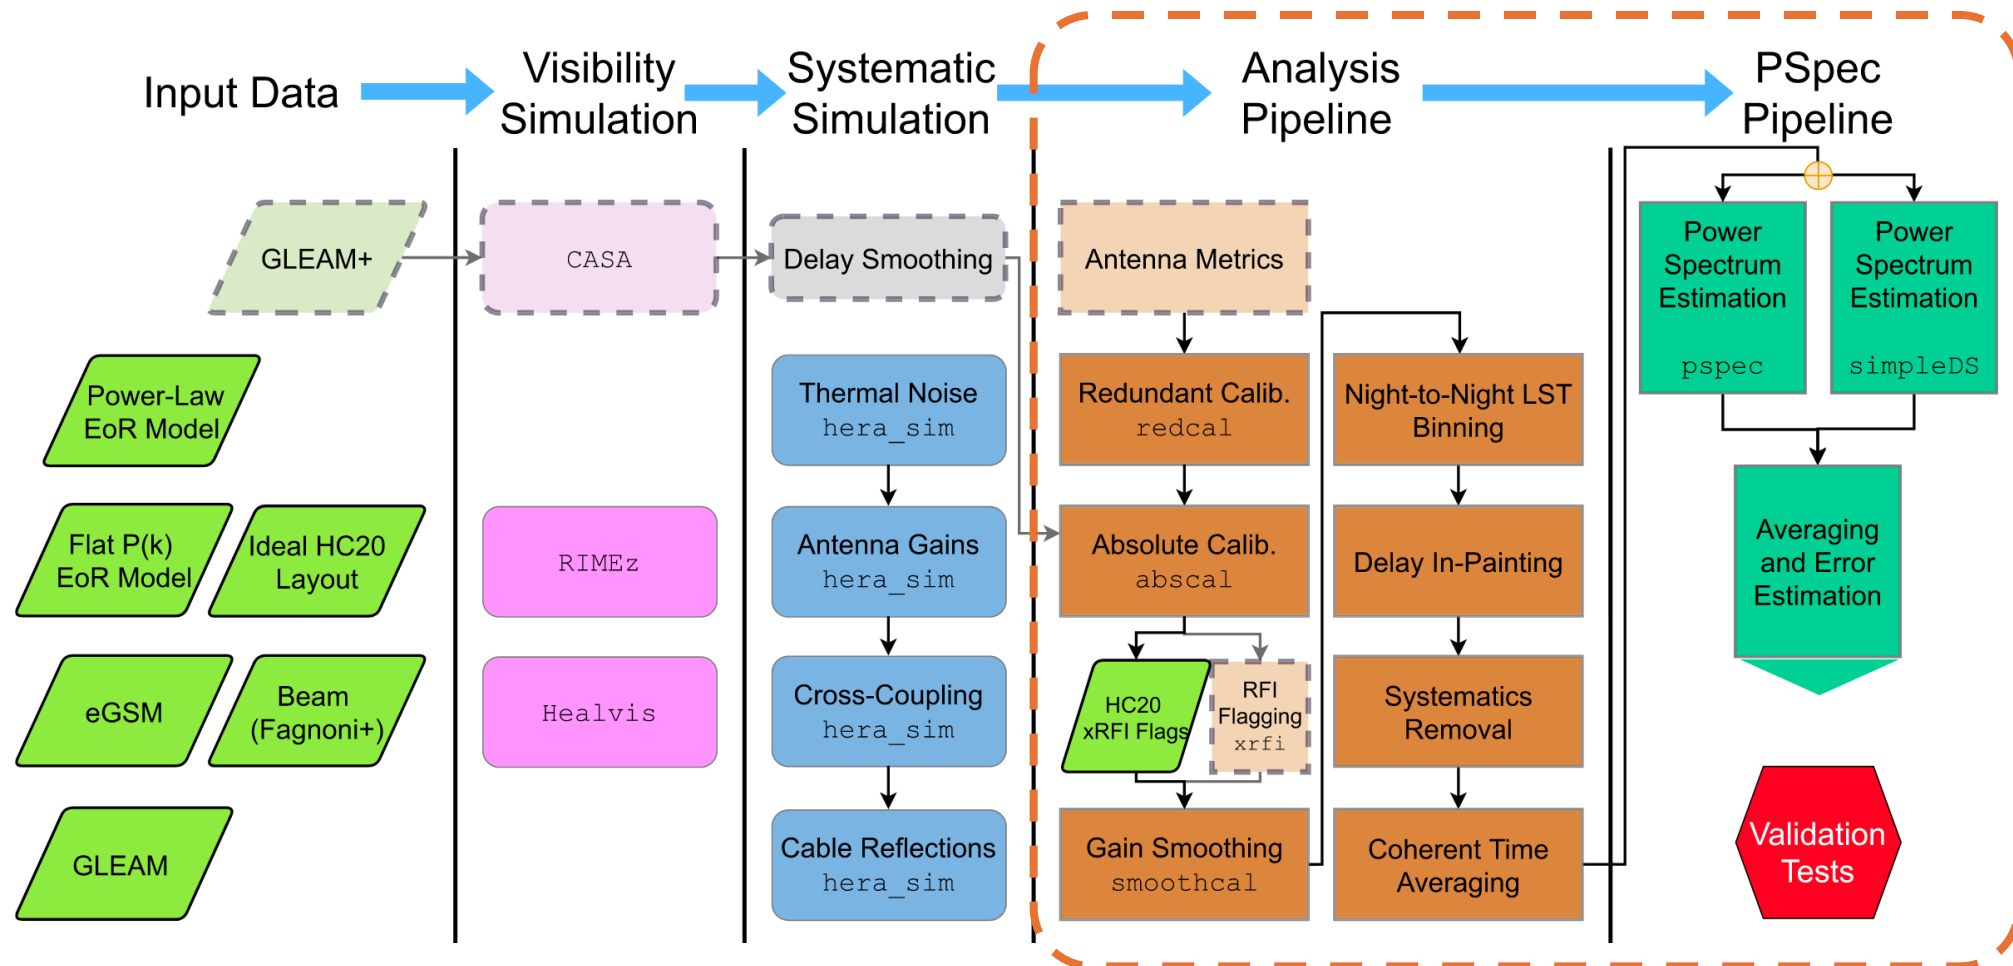 Input Data
Visibility
Simulation
Systematic
Simulation
Analysis
Pipeline
PSpec
Pipeline
GLEAM+
Power-Law
EoR Model
Flat P(k)
EoR Model
Ideal HC20
Layout
eGSM
Beam
(Fagnoni+)
GLEAM
CASA
RIMEz
Healvis
Delay Smoothing
Thermal Noise
hera_sim
Antenna Gains
hera_sim
Cross-Coupling
hera_sim
Cable Reflections
hera_sim
Antenna Metrics
Redundant Calib.
redcal
Absolute Calib.
abscal
HC20
xRFI Flags
RFI
Flagging
xrfi
Gain Smoothing
smoothcal
Night-to-Night LST
Binning
Delay In-Painting
Systematics
Removal
Coherent Time
Averaging
Power
Spectrum
Estimation
pspec
Power
Spectrum
Estimation
simpleDS
Averaging
and Error
Estimation
Validation
Tests